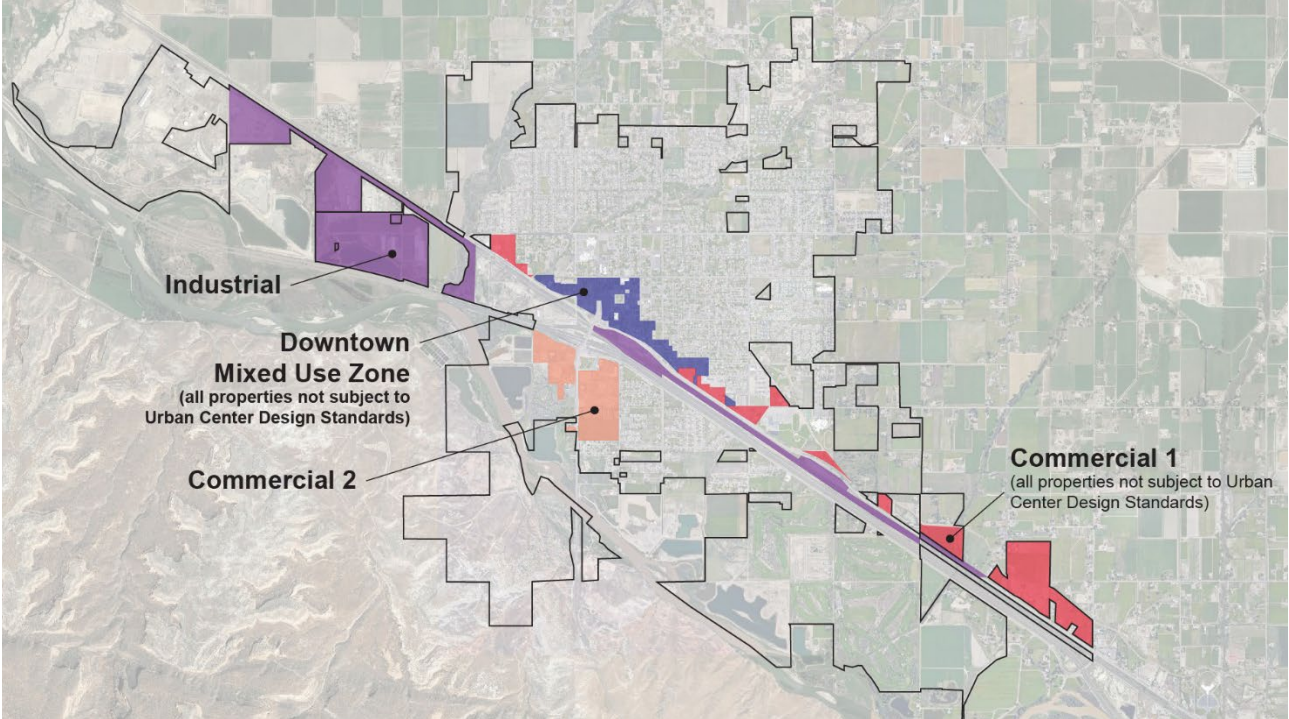 Industrial
Downtown
Mixed Use Zone
(all properties not subject to
Urban Center Design Standards)
Commercial 2
Commercial 1
(all properties not subject to Urban
Center Design Standards)